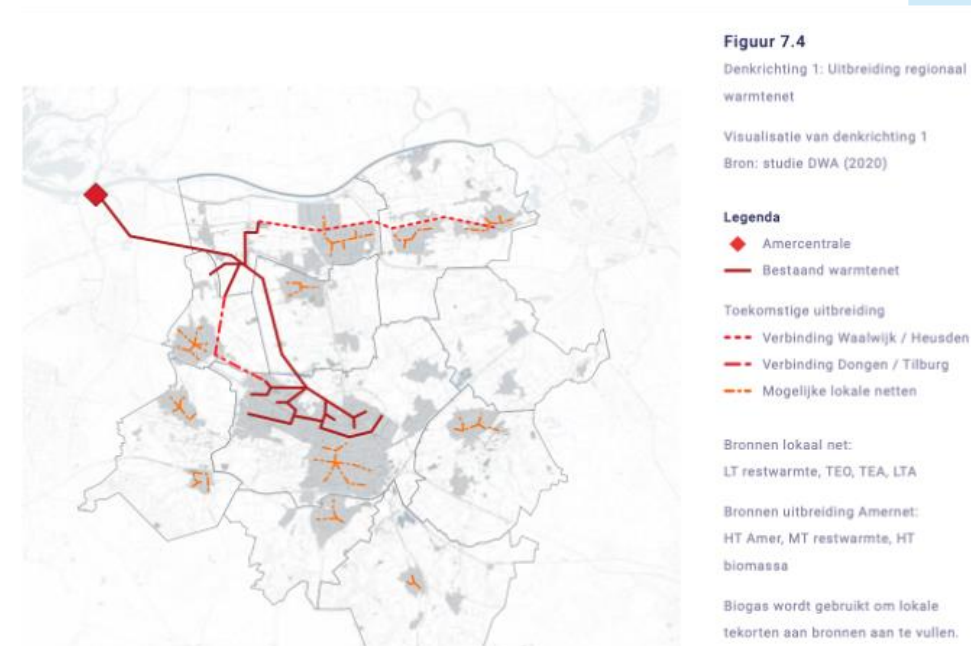 Figuur 7.4
Denkrichting 1: Uitbreiding regionaal
warmtenet
Visualisatie van denkrichting 1
Bron: studie DWA (2020)
Legenda
Amercentrale
Bestaand warmtenet
Toekomstige uitbreiding
Verbinding Waalwijk / Heusden
Verbinding Dongen / Tilburg
Mogelijke lokale netten
Bronnen lokaal net:
LT restwarmte, TEO, TEA, LTA
Bronnen uitbreiding Amernet:
HT Amer, MT restwarmte, HT
biomassa
Biogas wordt gebruikt om lokale
tekorten aan bronnen aan te vullen.